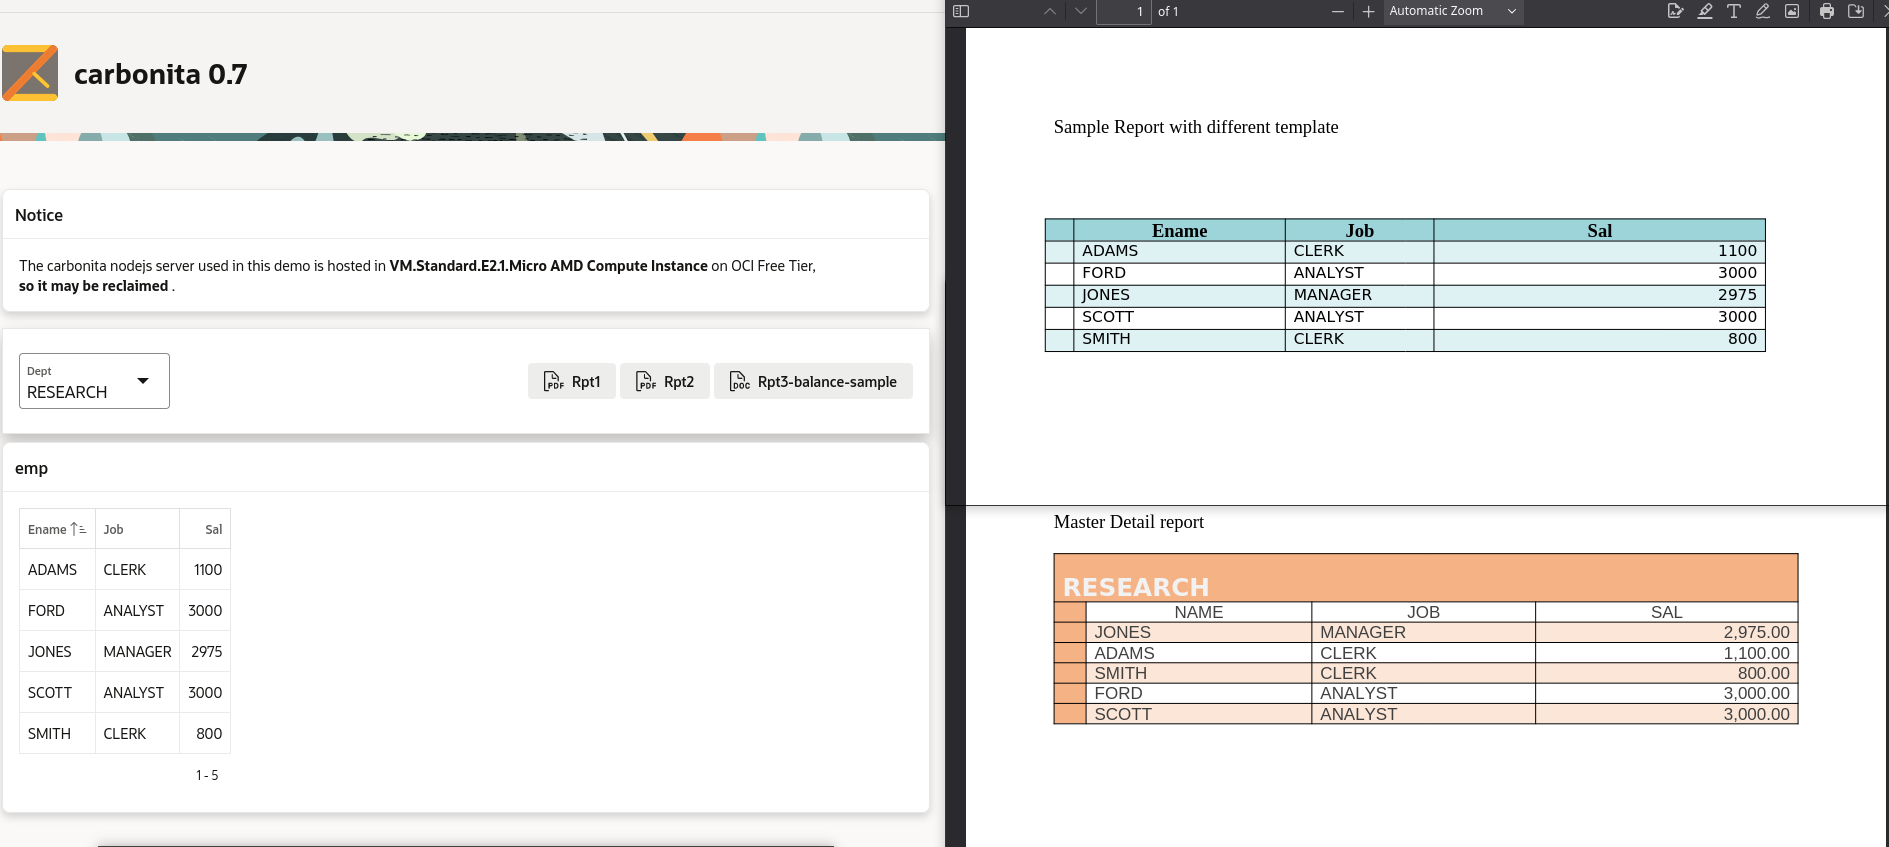 carbonita 0.7
Notice
The carbonita nodejs server used in this demo is hosted in VM.Standard.E2.1.Micro AMD Compute Instance on OCI Free Tier,
so it may be reclaimed .
Dept
RESEARCH
PDF Rpt1 PDF Rpt2 DOC Rpt3-balance-sample
emp
Ename Job Sal
ADAMS CLERK 1100
FORD ANALYST 3000
JONES MANAGER 2975
SCOTT ANALYST 3000
SMITH CLERK 800
1 - 5
1 of 1 Automatic Zoom
Sample Report with different template
Ename Job Sal
ADAMS CLERK 1100
FORD ANALYST 3000
JONES MANAGER 2975
SCOTT ANALYST 3000
SMITH CLERK 800
Master Detail report
RESEARCH
NAME JOB SAL
JONES MANAGER 2,975.00
ADAMS CLERK 1,100.00
SMITH CLERK 800.00
FORD ANALYST 3,000.00
SCOTT ANALYST 3,000.00